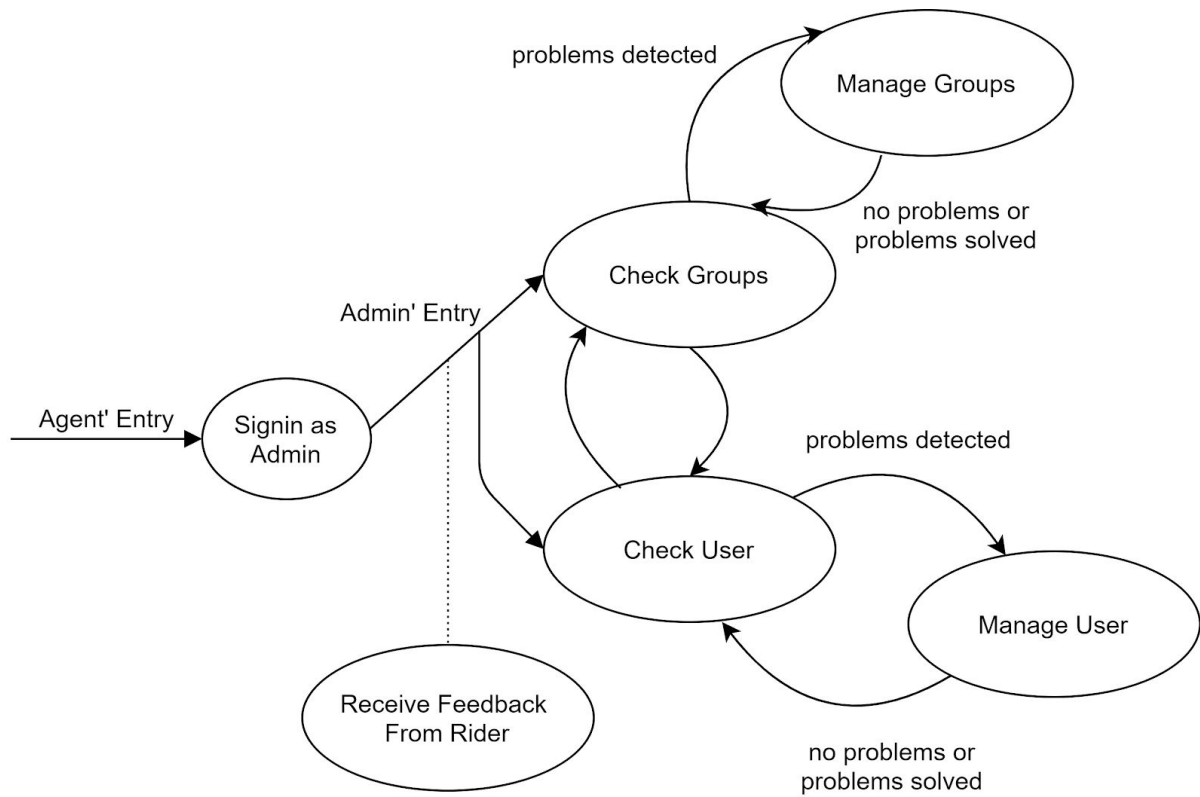 problems detected
Manage Groups
no problems or
problems solved
Check Groups
Admin' Entry
Agent' Entry
Signin as
Admin
problems detected
Check User
Manage User
Receive Feedback
From Rider
no problems or
problems solved